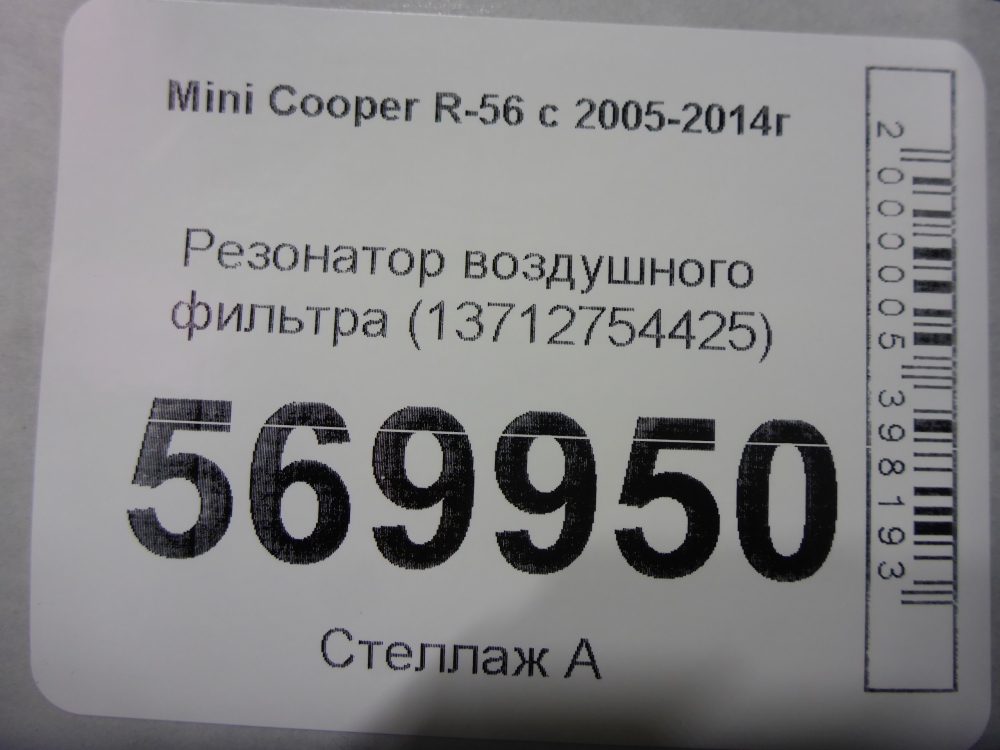 Mini Cooper R-56 с 2005-2014г
Резонатор воздушного
фильтра (13712754425)
569950
Стеллаж А
2000005398193